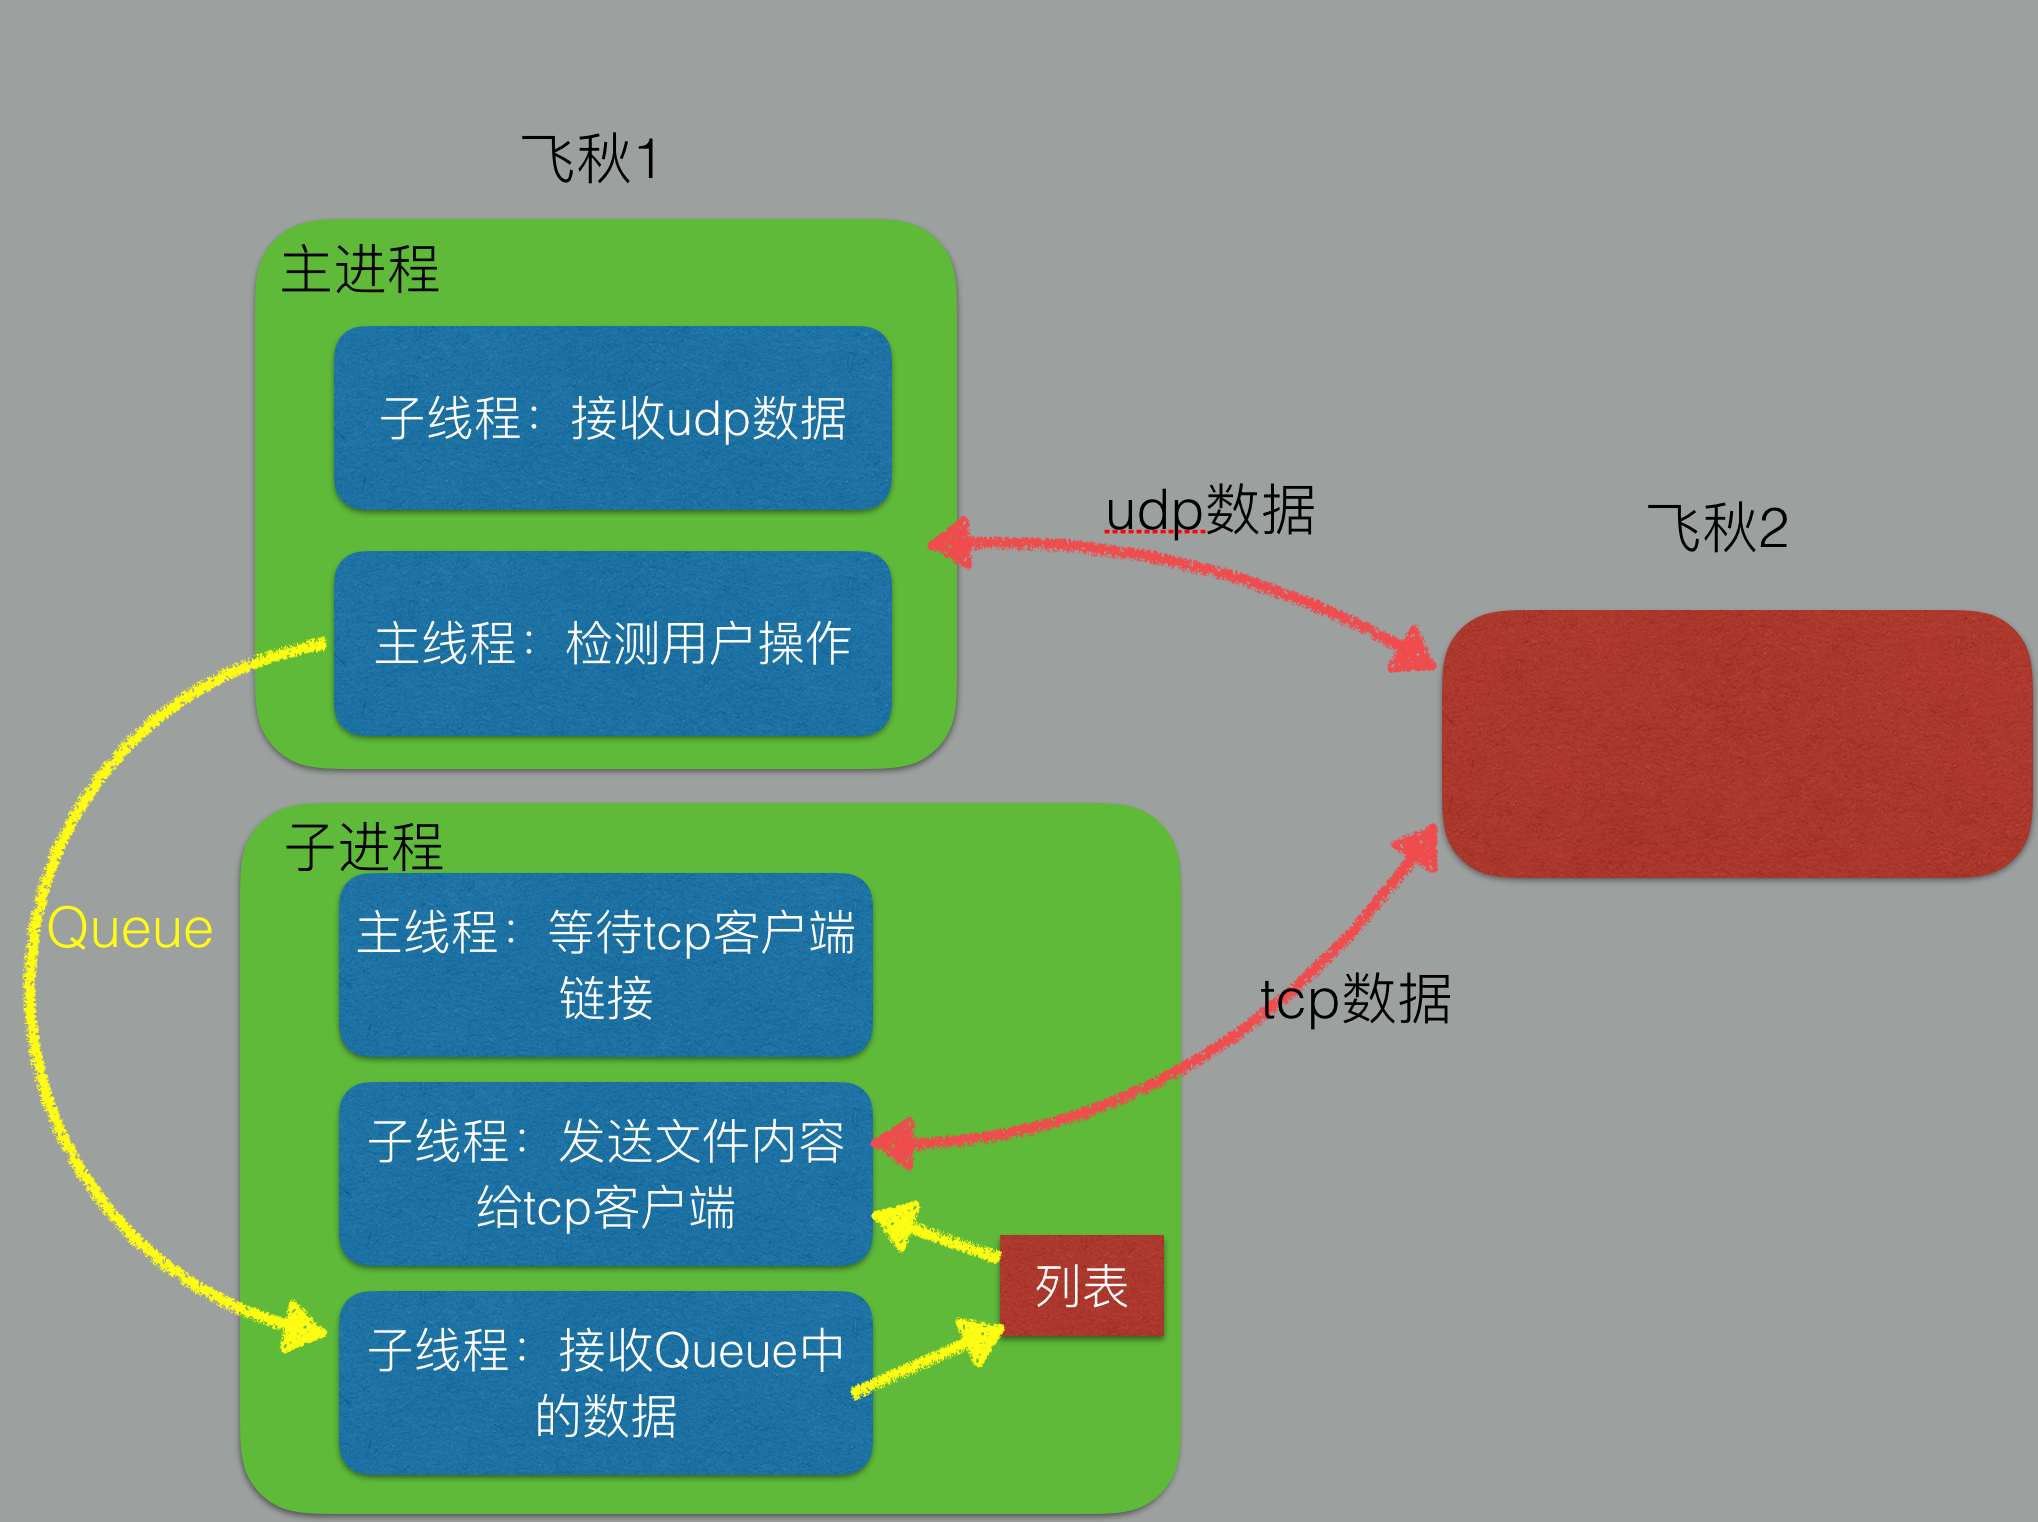 飞秋1
主进程
子线程：接收udp数据
主线程：检测用户操作
udp数据
飞秋2
Queue
子进程
主线程：等待tcp客户端
链接
子线程：发送文件内容
给tcp客户端
tcp数据
列表
子线程：接收Queue中
的数据